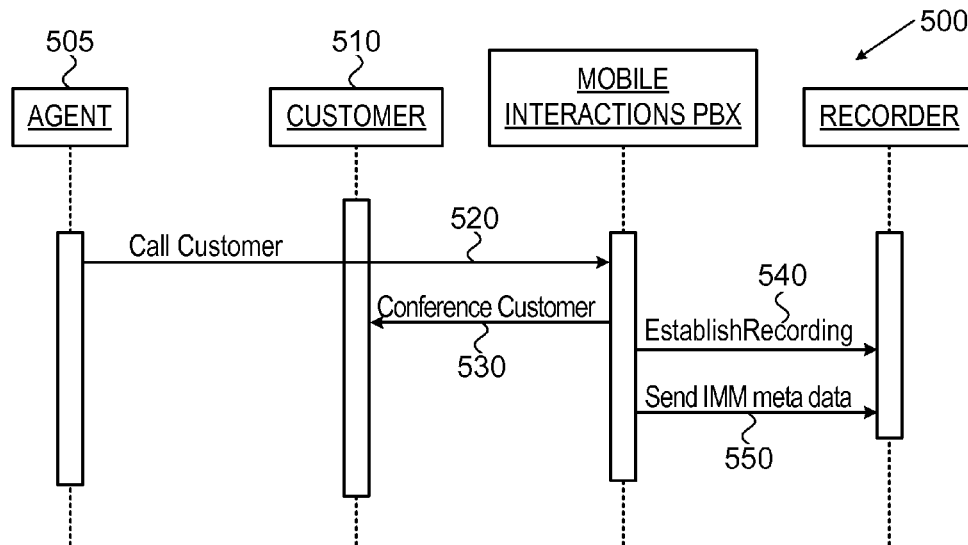 500
505
510
AGENT
CUSTOMER
MOBILE
INTERACTIONS PBX
RECORDER
Call Customer
520
Conference Customer
530
540
EstablishRecording
Send IMM meta data
550